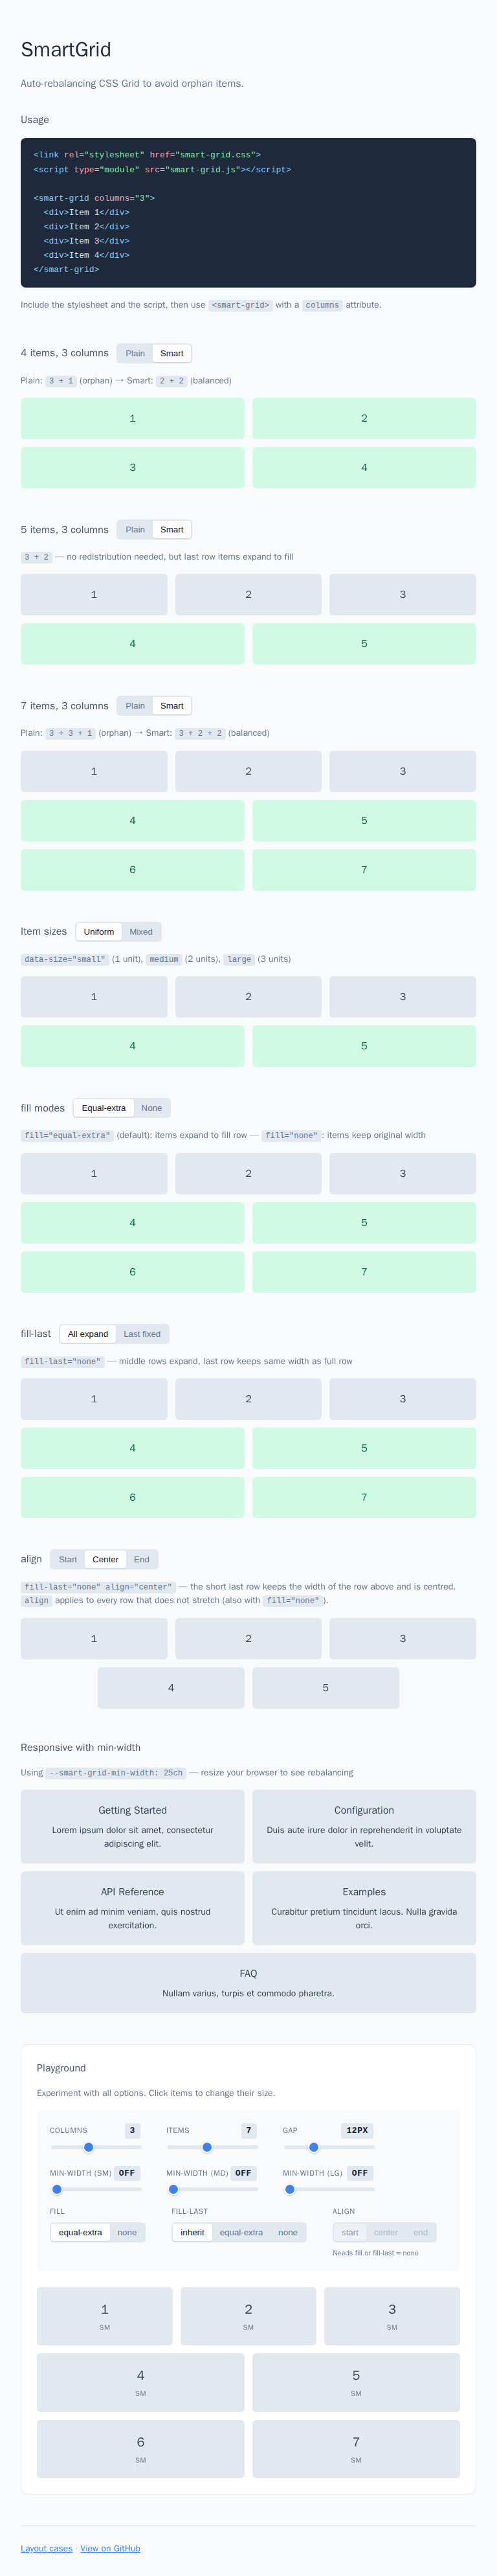 SmartGrid
Auto-rebalancing CSS Grid to avoid orphan items.
Usage
<link rel="stylesheet" href="smart-grid.css">
<script type="module" src="smart-grid.js"></script>
<smart-grid columns="3">
<div>Item 1</div>
<div>Item 2</div>
<div>Item 3</div>
<div>Item 4</div>
</smart-grid>
Include the stylesheet and the script, then use <smart-grid> with a columns attribute.
4 items, 3 columns Plain Smart
Plain: 3 + 1 (orphan) → Smart: 2 + 2 (balanced)
1 2
3 4
5 items, 3 columns Plain Smart
3 + 2 — no redistribution needed, but last row items expand to fill
1 2 3
4 5
7 items, 3 columns Plain Smart
Plain: 3 + 3 + 1 (orphan) → Smart: 3 + 2 + 2 (balanced)
1 2 3
4 5
6 7
Item sizes Uniform Mixed
data-size="small" (1 unit), medium (2 units), large (3 units)
1 2 3
4 5
fill modes Equal-extra None
fill="equal-extra" (default): items expand to fill row — fill="none": items keep original width
1 2 3
4 5
6 7
fill-last All expand Last fixed
fill-last="none" — middle rows expand, last row keeps same width as full row
1 2 3
4 5
6 7
align Start Center End
fill-last="none" align="center" — the short last row keeps the width of the row above and is centred.
align applies to every row that does not stretch (also with fill="none").
1 2 3
4 5
Responsive with min-width
Using --smart-grid-min-width: 25ch — resize your browser to see rebalancing
Getting Started Configuration
Lorem ipsum dolor sit amet, consectetur Duis aute irure dolor in reprehenderit in voluptate
adipiscing elit. velit.
API Reference Examples
Ut enim ad minim veniam, quis nostrud Curabitur pretium tincidunt lacus. Nulla gravida
exercitation. orci.
FAQ
Nullam varius, turpis et commodo pharetra.
Playground
Experiment with all options. Click items to change their size.
COLUMNS 3 ITEMS 7 GAP 12PX
MIN-WIDTH (SM) OFF MIN-WIDTH (MD) OFF MIN-WIDTH (LG) OFF
FILL FILL-LAST ALIGN
equal-extra none inherit equal-extra none start center end
Needs fill or fill-last = none
1 2 3
SM SM SM
4 5
SM SM
6 7
SM SM
Layout cases · View on GitHub